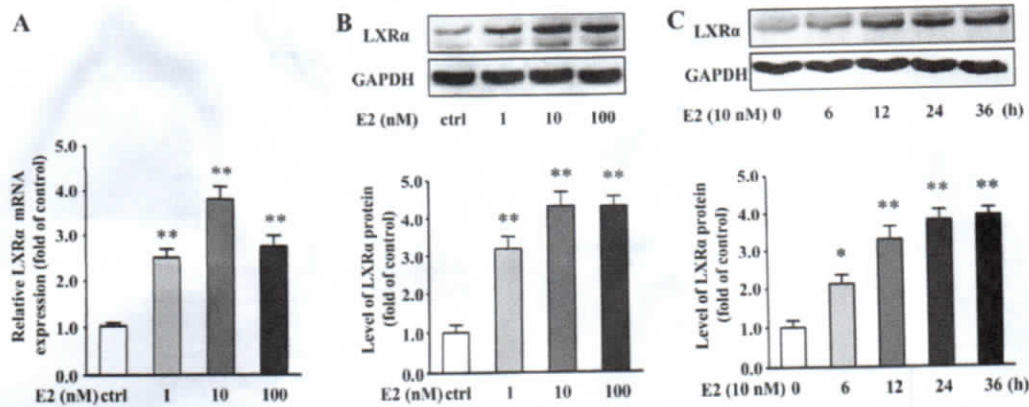 A
Relative LXRα mRNA
expression (fold of control)
5.0
4.0
3.0
2.0
1.0
0.0
**
**
**
E2 (nM) ctrl 1 10 100
B
LXRα
GAPDH
E2 (nM) ctrl 1 10 100
Level of LXRα protein
(fold of control)
5.0
4.0
3.0
2.0
1.0
0.0
**
**
**
E2 (nM) ctrl 1 10 100
C
LXRα
GAPDH
E2 (10 nM) 0 6 12 24 36 (h)
Level of LXRα protein
(fold of control)
5.0
4.0
3.0
2.0
1.0
0.0
*
**
**
**
E2 (10 nM) 0 6 12 24 36 (h)